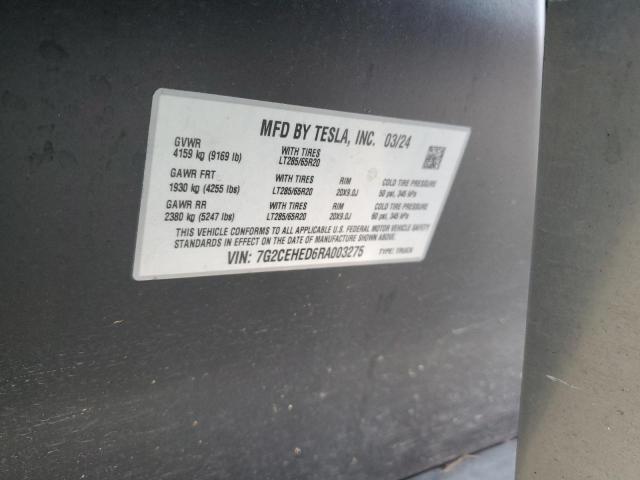 MFD BY TESLA, INC. 03/24
GVWR
4159 kg (9169 lb) WITH TIRES LT285/65R20
GAWR FRT WITH TIRES RIM COLD TIRE PRESSURE
1930 kg (4255 lbs) LT285/65R20 20X9.0J 50 psi, 345 kPa
GAWR RR WITH TIRES RIM COLD TIRE PRESSURE
2380 kg (5247 lbs) LT285/65R20 20X9.0J psi, kPa
THIS VEHICLE CONFORMS TO ALL APPLICABLE U.S. FEDERAL MOTOR VEHICLE SAFETY
STANDARDS IN EFFECT ON THE DATE OF MANUFACTURE SHOWN ABOVE.
VIN: 7G2CEHED6RA003275 TYPE: TRUCK